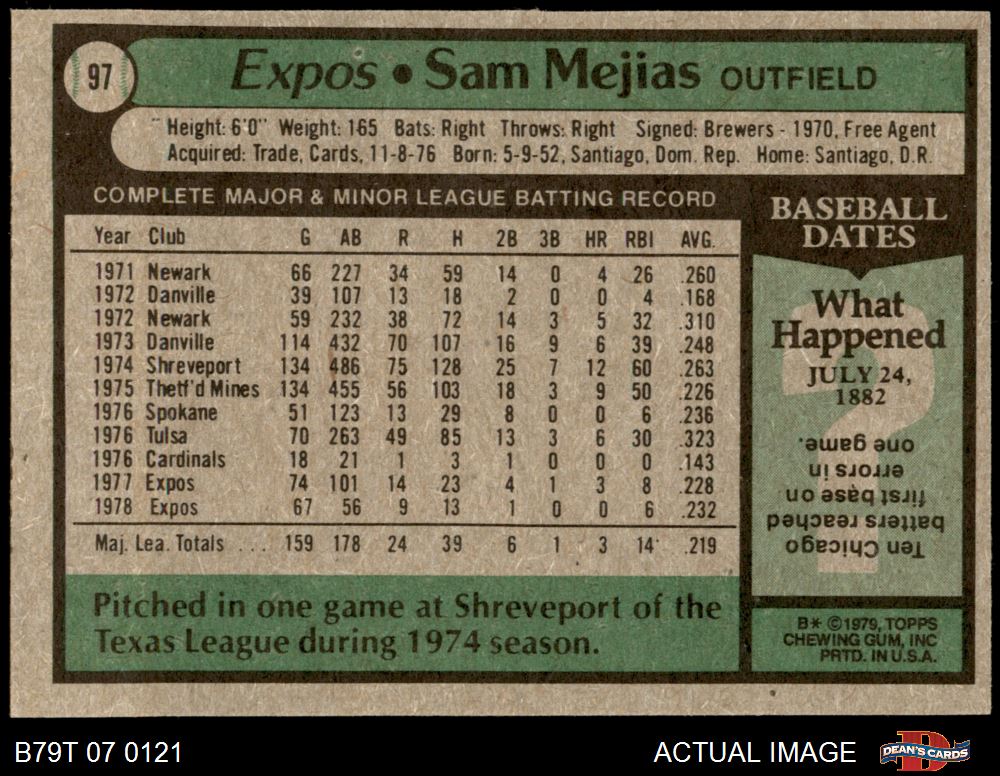 97
Expos • Sam Mejias OUTFIELD
Height: 6'0" Weight: 165 Bats: Right Throws: Right Signed: Brewers - 1970, Free Agent
Acquired: Trade, Cards, 11-8-76 Born: 5-9-52, Santiago, Dom. Rep. Home: Santiago, D.R.
COMPLETE MAJOR & MINOR LEAGUE BATTING RECORD
Year Club G AB R H 2B 3B HR RBI AVG.
1971 Newark 66 227 34 59 14 0 4 26 .260
1972 Danville 39 107 13 18 2 0 0 4 .168
1972 Newark 59 232 38 72 14 3 5 32 .310
1973 Danville 114 432 70 107 16 9 6 39 .248
1974 Shreveport 134 486 75 128 25 7 12 60 .263
1975 Thetf'd Mines 134 455 56 103 18 3 9 50 .226
1976 Spokane 51 123 13 29 8 0 0 6 .236
1976 Tulsa 70 263 49 85 13 3 6 30 .323
1976 Cardinals 18 21 1 3 1 0 0 0 .143
1977 Expos 74 101 14 23 4 1 3 8 .228
1978 Expos 67 56 9 13 1 0 0 6 .232
Maj. Lea. Totals ... 159 178 24 39 6 1 3 14 .219
Pitched in one game at Shreveport of the
Texas League during 1974 season.
BASEBALL
DATES
What
Happened
JULY 24,
1882
Ten Chicago
batters reached
first base on
errors in
one game.
B* ©1979, TOPPS
CHEWING GUM, INC
PRTD. IN U.S.A.
B79T 07 0121
ACTUAL IMAGE
DEAN'S CARDS